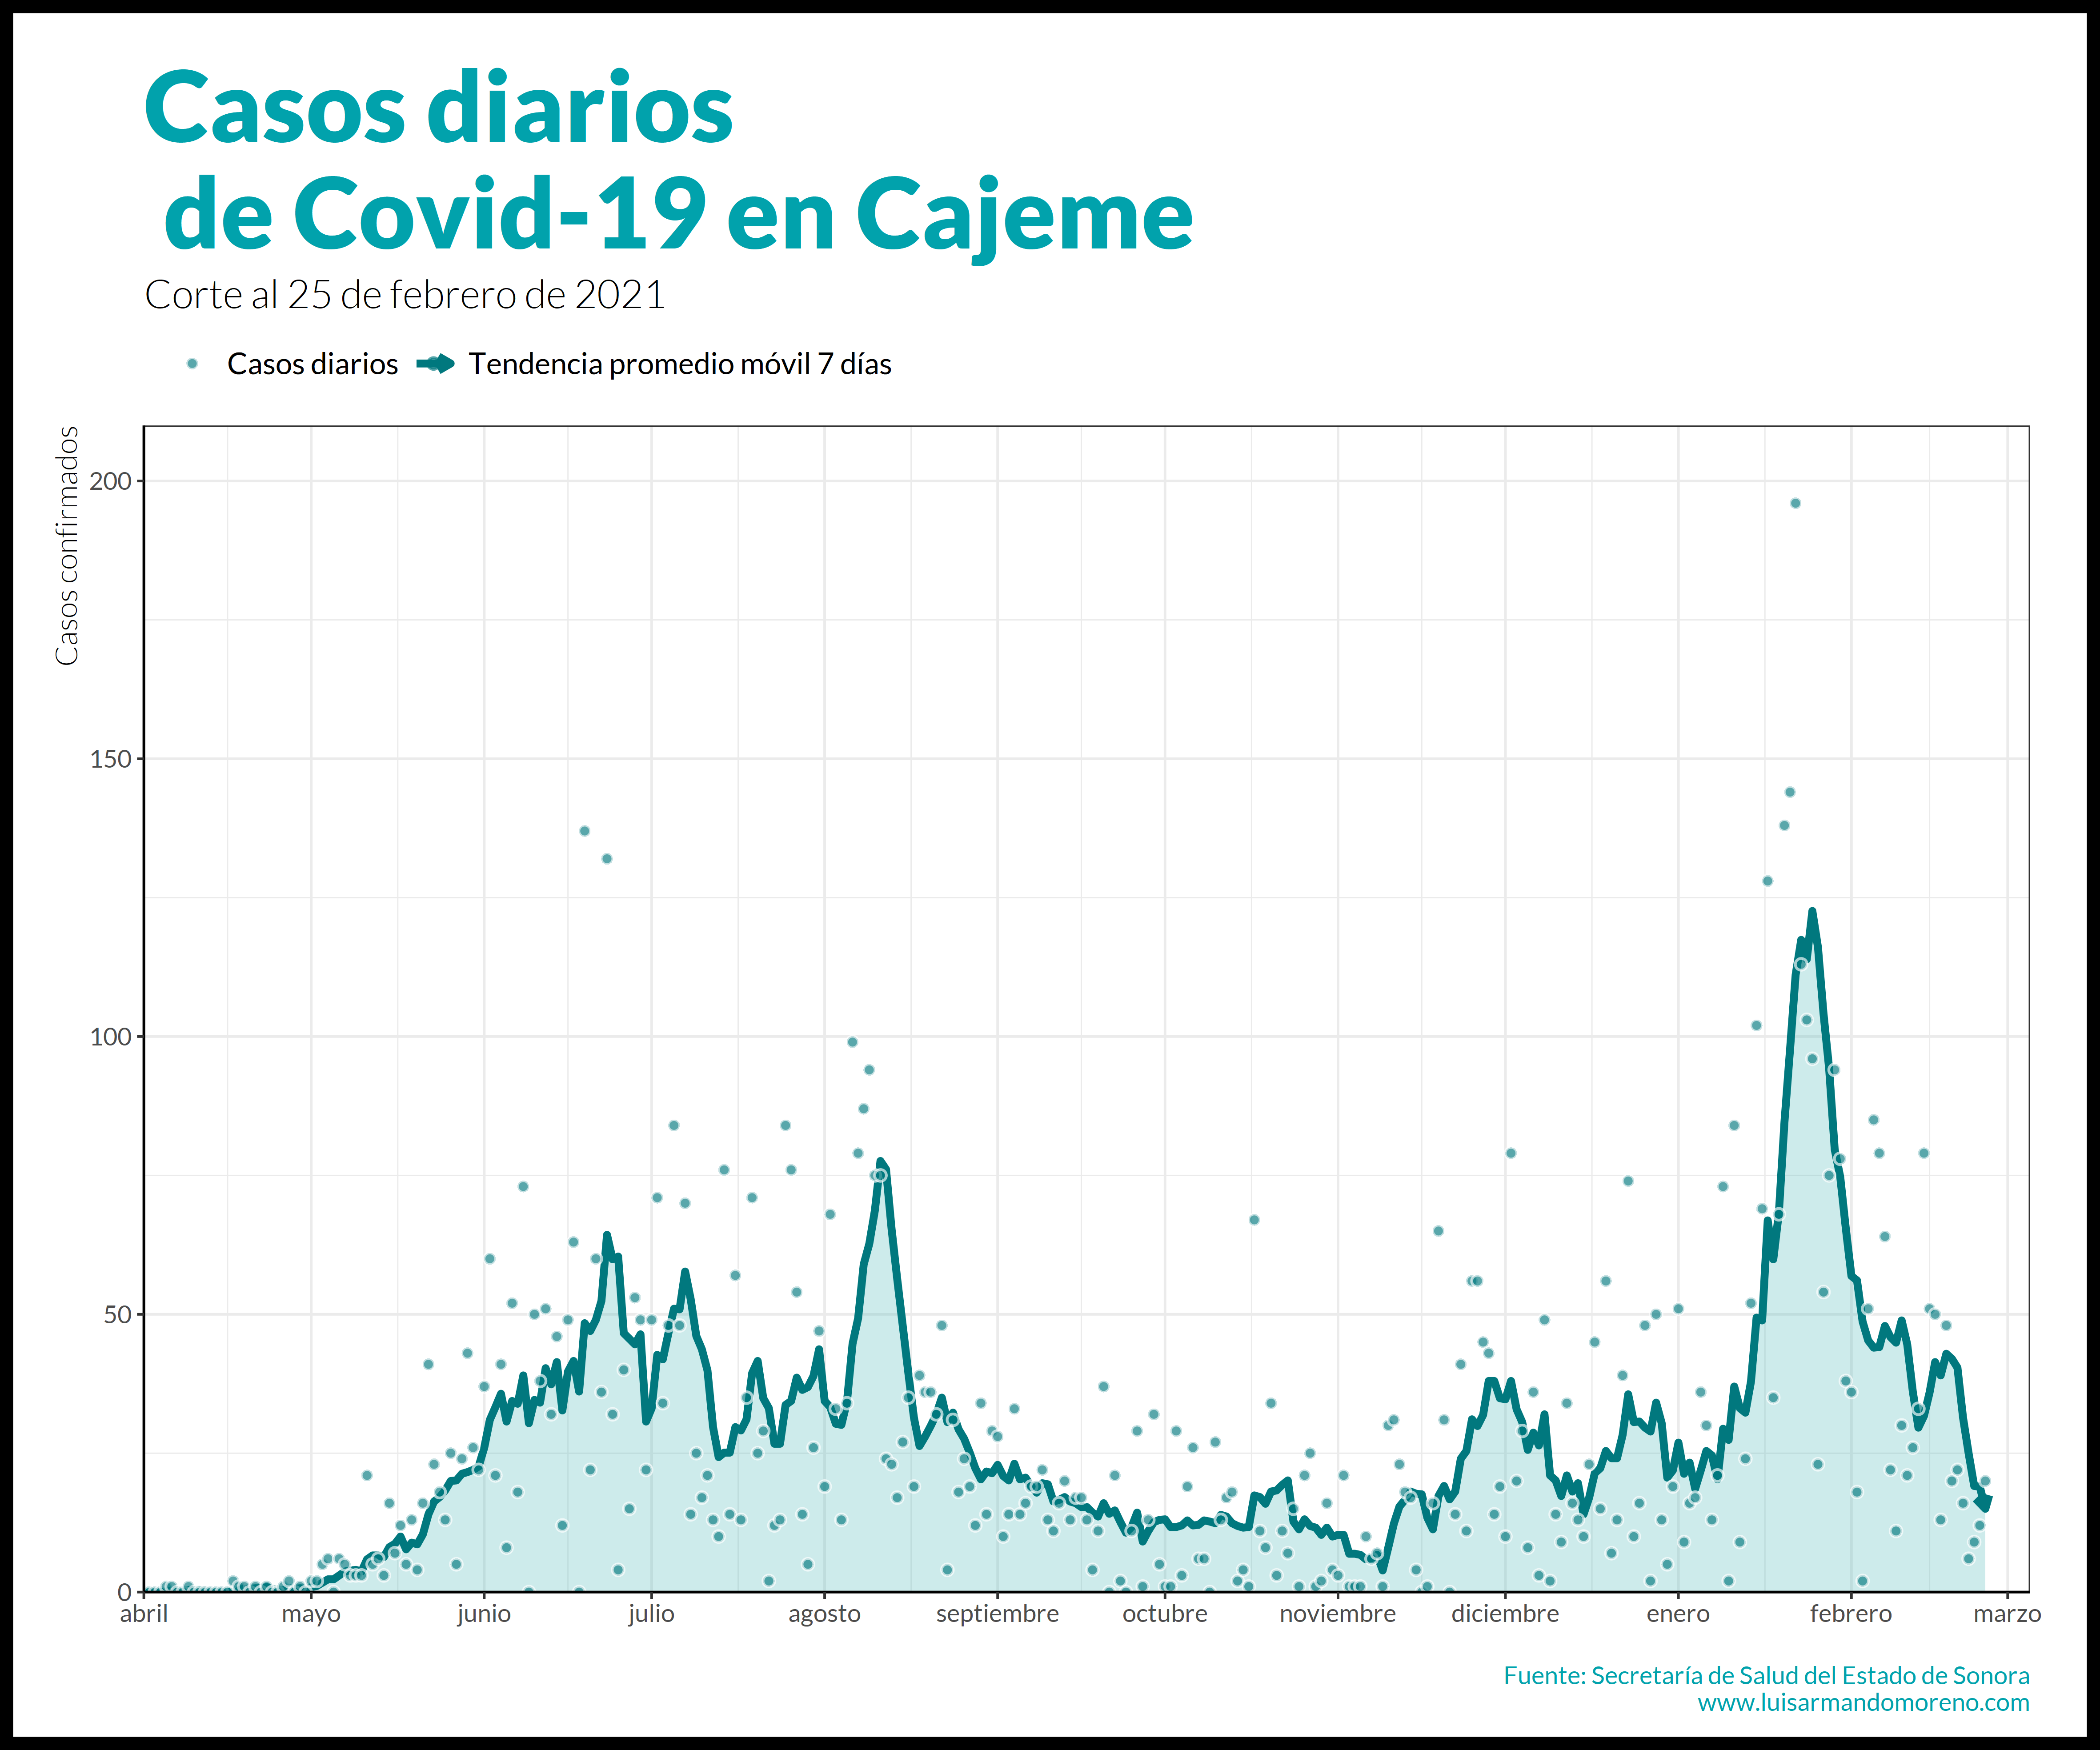 Casos diarios
de Covid-19 en Cajeme
Corte al 25 de febrero de 2021
Casos diarios
Tendencia promedio móvil 7 días
Casos confirmados
200
150
100
50
0
abril mayo junio julio agosto septiembre octubre noviembre diciembre enero febrero marzo
Fuente: Secretaría de Salud del Estado de Sonora
www.luisarmandomoreno.com